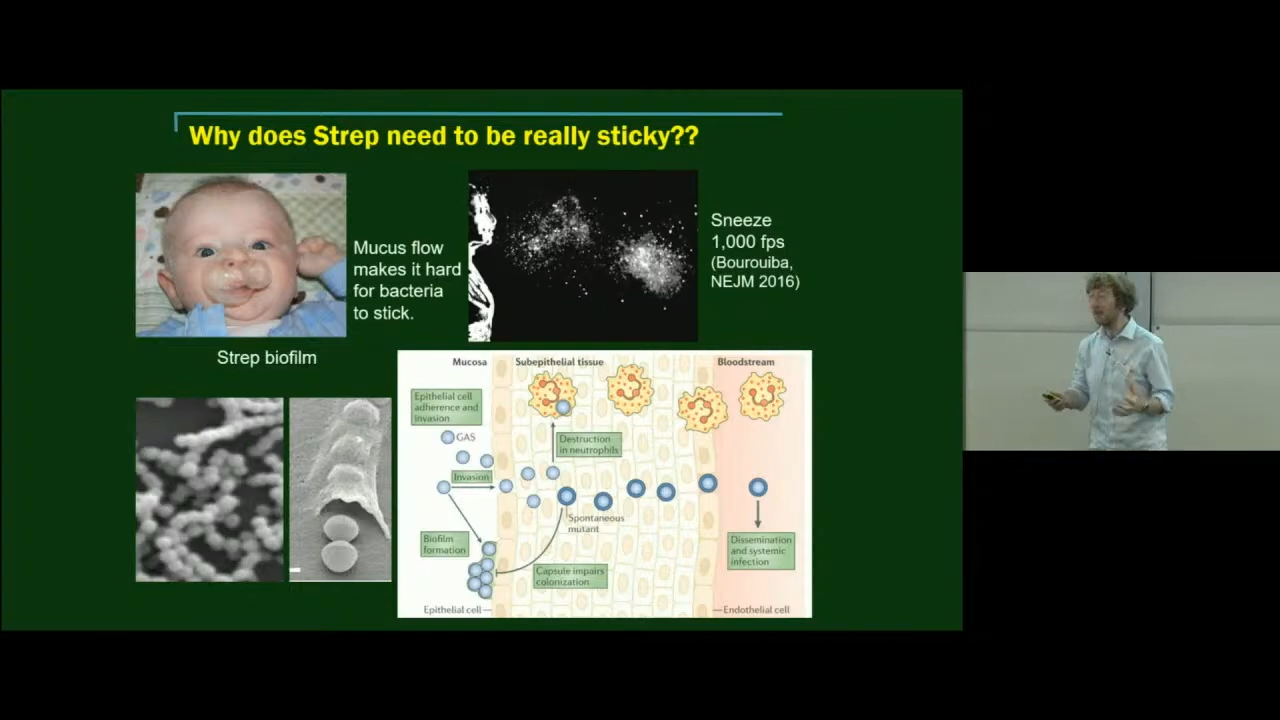 Why does Strep need to be really sticky??
Mucus flow
makes it hard
for bacteria
to stick.
Sneeze
1,000 fps
(Bourouiba,
NEJM 2016)
Strep biofilm
Mucosa
Subepithelial tissue
Bloodstream
Epithelial cell
adherence and
invasion
GAS
Destruction
in neutrophils
Invasion
Spontaneous
mutant
Biofilm
formation
Dissemination
and systemic
infection
Capsule impairs
colonization
Epithelial cell
Endothelial cell